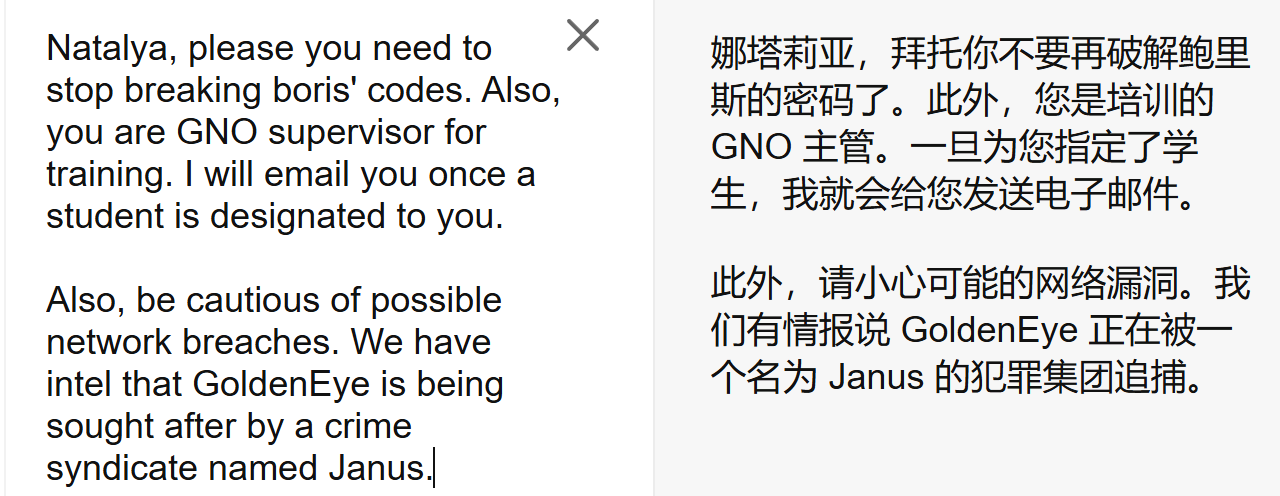 Natalya, please you need to
stop breaking boris' codes. Also,
you are GNO supervisor for
training. I will email you once a
student is designated to you.
Also, be cautious of possible
network breaches. We have
intel that GoldenEye is being
sought after by a crime
syndicate named Janus.
娜塔莉亚，拜托你不要再破解鲍里
斯的密码了。此外，您是培训的
GNO 主管。一旦为您指定了学
生，我就会给您发送电子邮件。
此外，请小心可能的网络漏洞。我
们有情报说 GoldenEye 正在被一
个名为 Janus 的犯罪集团追捕。